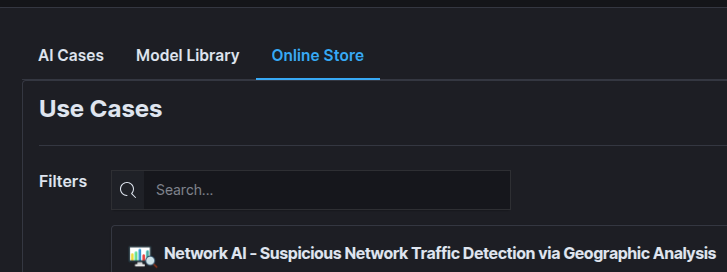 AI Cases Model Library Online Store
Use Cases
Filters Search...
Network AI - Suspicious Network Traffic Detection via Geographic Analysis